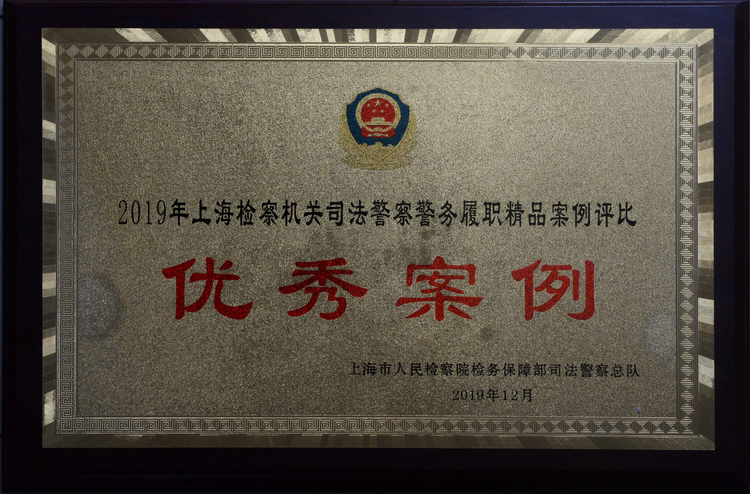 2019年上海检察机关司法警察警务履职精品案例评比
优秀案例
上海市人民检察院检务保障部司法警察总队
2019年12月